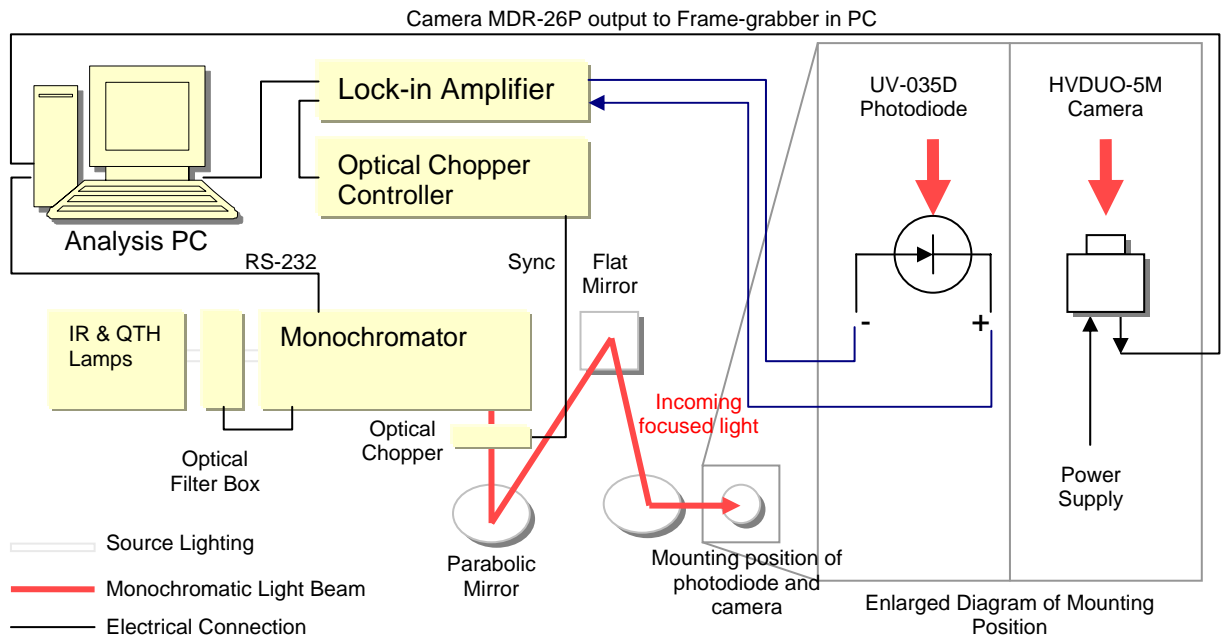 Camera MDR-26P output to Frame-grabber in PC
Lock-in Amplifier
Optical Chopper
Controller
Analysis PC
RS-232
Sync
Flat
Mirror
UV-035D
Photodiode
HVDUO-5M
Camera
IR & QTH
Lamps
Monochromator
-
+
Optical
Filter Box
Optical
Chopper
Incoming
focused light
Power
Supply
Parabolic
Mirror
Mounting position of
photodiode and
camera
Enlarged Diagram of Mounting
Position
Source Lighting
Monochromatic Light Beam
Electrical Connection